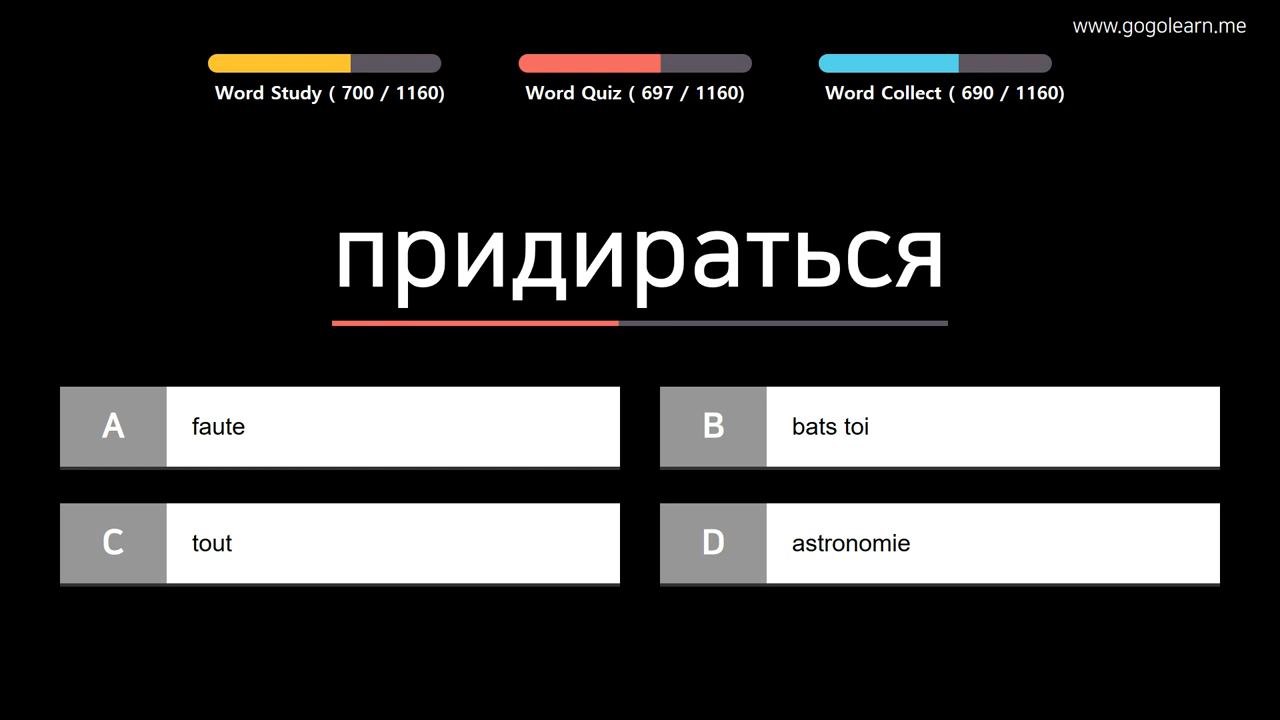 www.gogolearn.me
Word Study ( 700 / 1160)
Word Quiz ( 697 / 1160)
Word Collect ( 690 / 1160)
придираться
A faute
B bats toi
C tout
D astronomie